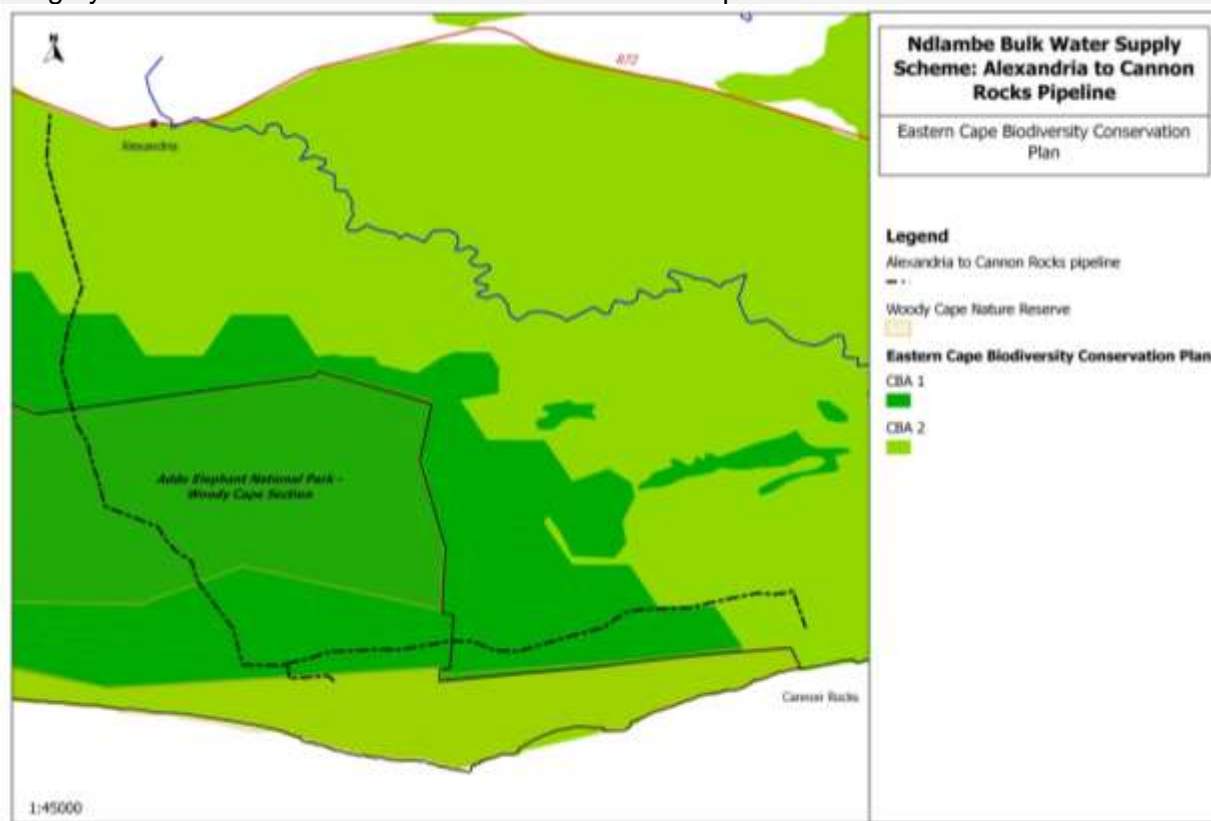 N
R72
Alexandria
Addo Elephant National Park -
Woody Cape Section
Cannon Rocks
1:45000
Ndlambe Bulk Water Supply
Scheme: Alexandria to Cannon
Rocks Pipeline
Eastern Cape Biodiversity Conservation
Plan
Legend
Alexandria to Cannon Rocks pipeline
Woody Cape Nature Reserve
Eastern Cape Biodiversity Conservation Plan
CBA 1
CBA 2